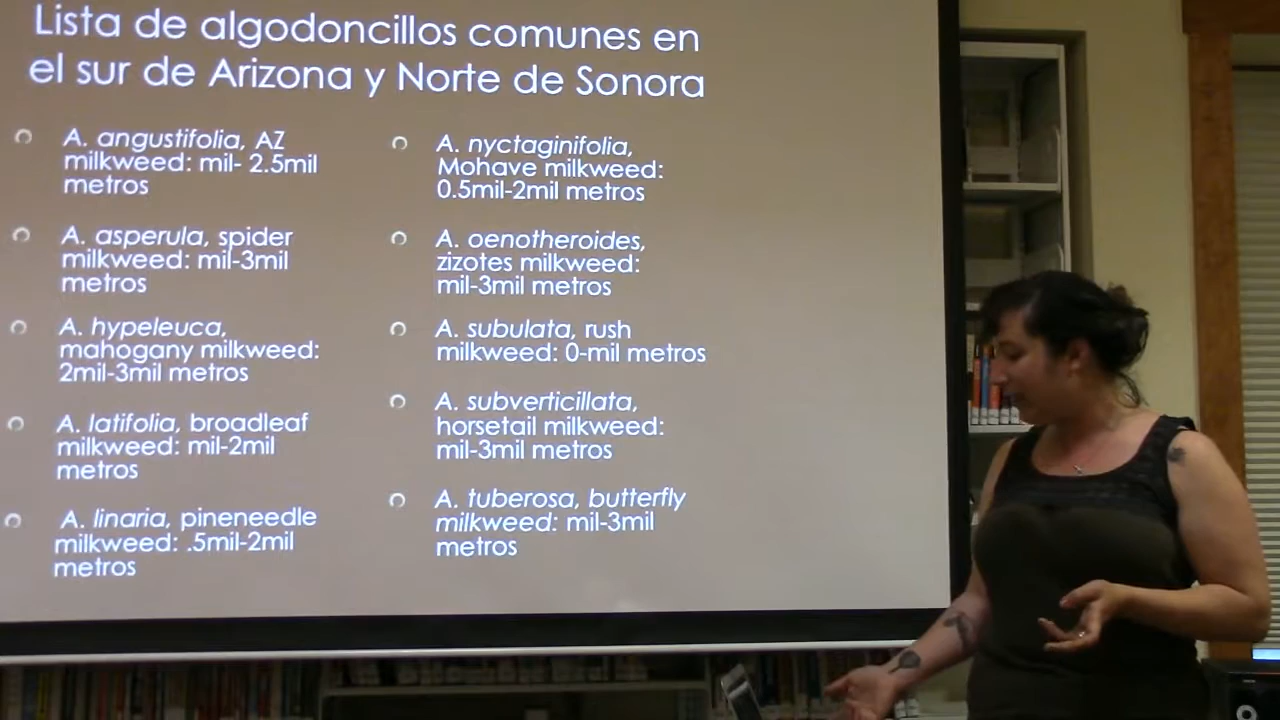 Lista de algodoncillos comunes en
el sur de Arizona y Norte de Sonora
A. angustifolia, AZ
milkweed: mil- 2.5mil
metros
A. asperula, spider
milkweed: mil-3mil
metros
A. hypeleuca,
mahogany milkweed:
2mil-3mil metros
A. latifolia, broadleaf
milkweed: mil-2mil
metros
A. linaria, pineneedle
milkweed: .5mil-2mil
metros
A. nyctaginifolia,
Mohave milkweed:
0.5mil-2mil metros
A. oenotheroides,
zizotes milkweed:
mil-3mil metros
A. subulata, rush
milkweed: 0-mil metros
A. subverticillata,
horsetail milkweed:
mil-3mil metros
A. tuberosa, butterfly
milkweed: mil-3mil
metros